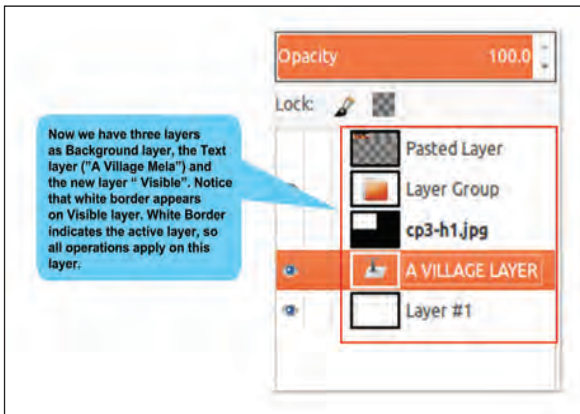 Opacity 100.0
Lock:
Now we have three layers
as Background layer, the Text
layer ("A Village Mela") and
the new layer " Visible". Notice
that white border appears
on Visible layer. White Border
indicates the active layer, so
all operations apply on this
layer.
Pasted Layer
Layer Group
cp3-h1.jpg
A VILLAGE LAYER
Layer #1